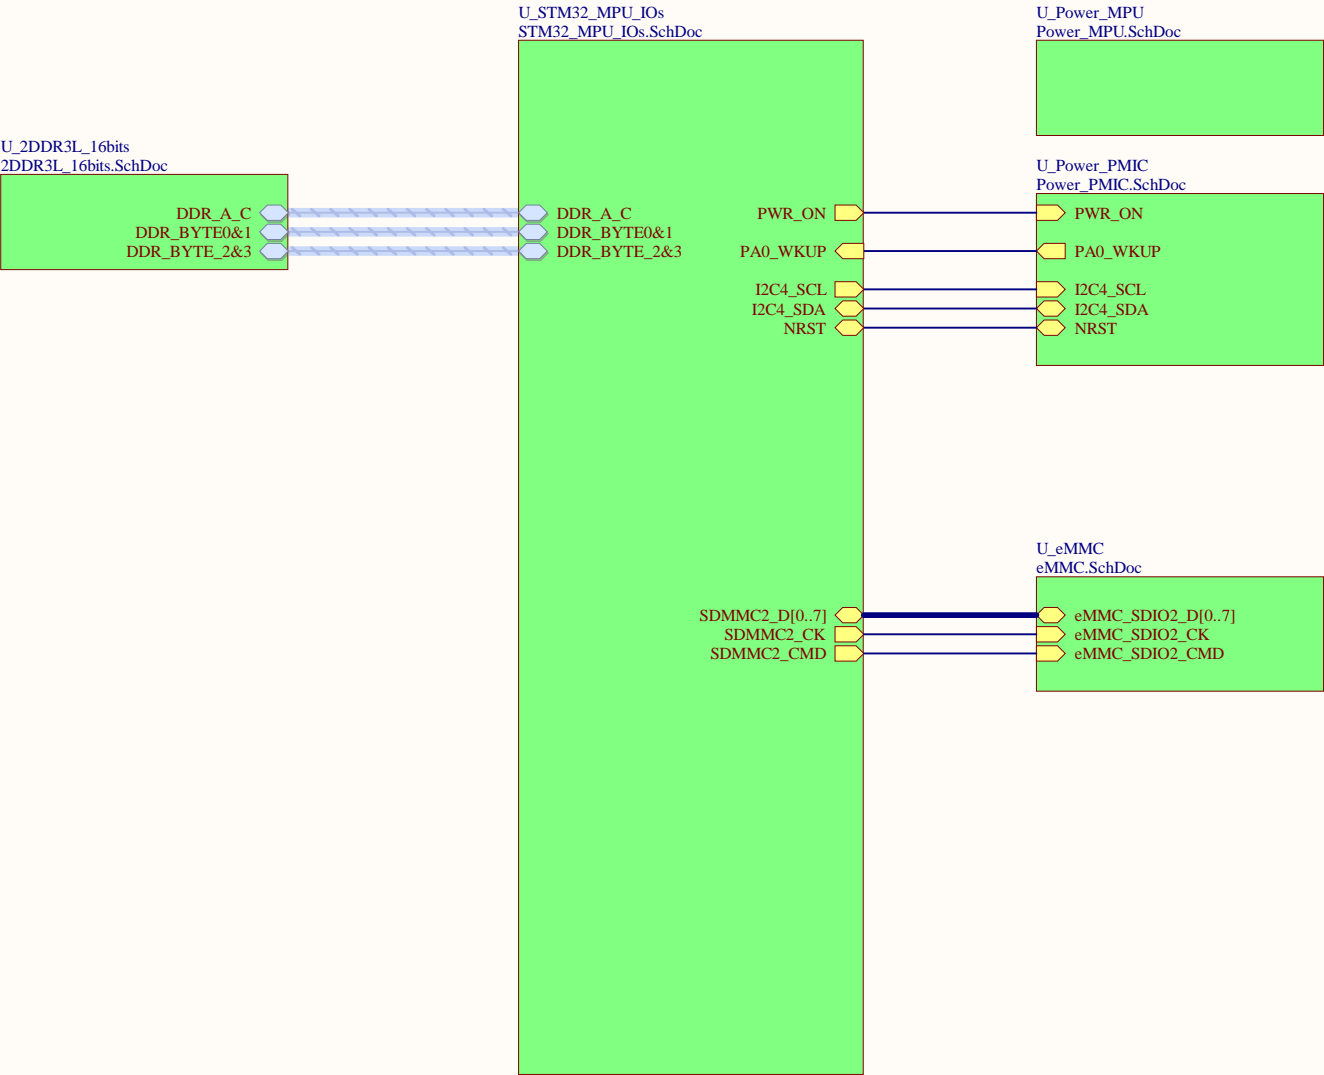 U_STM32_MPU_IOs
STM32_MPU_IOs.SchDoc
U_Power_MPU
Power_MPU.SchDoc
U_2DDR3L_16bits
2DDR3L_16bits.SchDoc
U_Power_PMIC
Power_PMIC.SchDoc
DDR_A_C
DDR_BYTE0&1
DDR_BYTE_2&3
DDR_A_C
DDR_BYTE0&1
DDR_BYTE_2&3
PWR_ON
PA0_WKUP
I2C4_SCL
I2C4_SDA
NRST
PWR_ON
PA0_WKUP
I2C4_SCL
I2C4_SDA
NRST
U_eMMC
eMMC.SchDoc
SDMMC2_D[0..7]
SDMMC2_CK
SDMMC2_CMD
eMMC_SDIO2_D[0..7]
eMMC_SDIO2_CK
eMMC_SDIO2_CMD